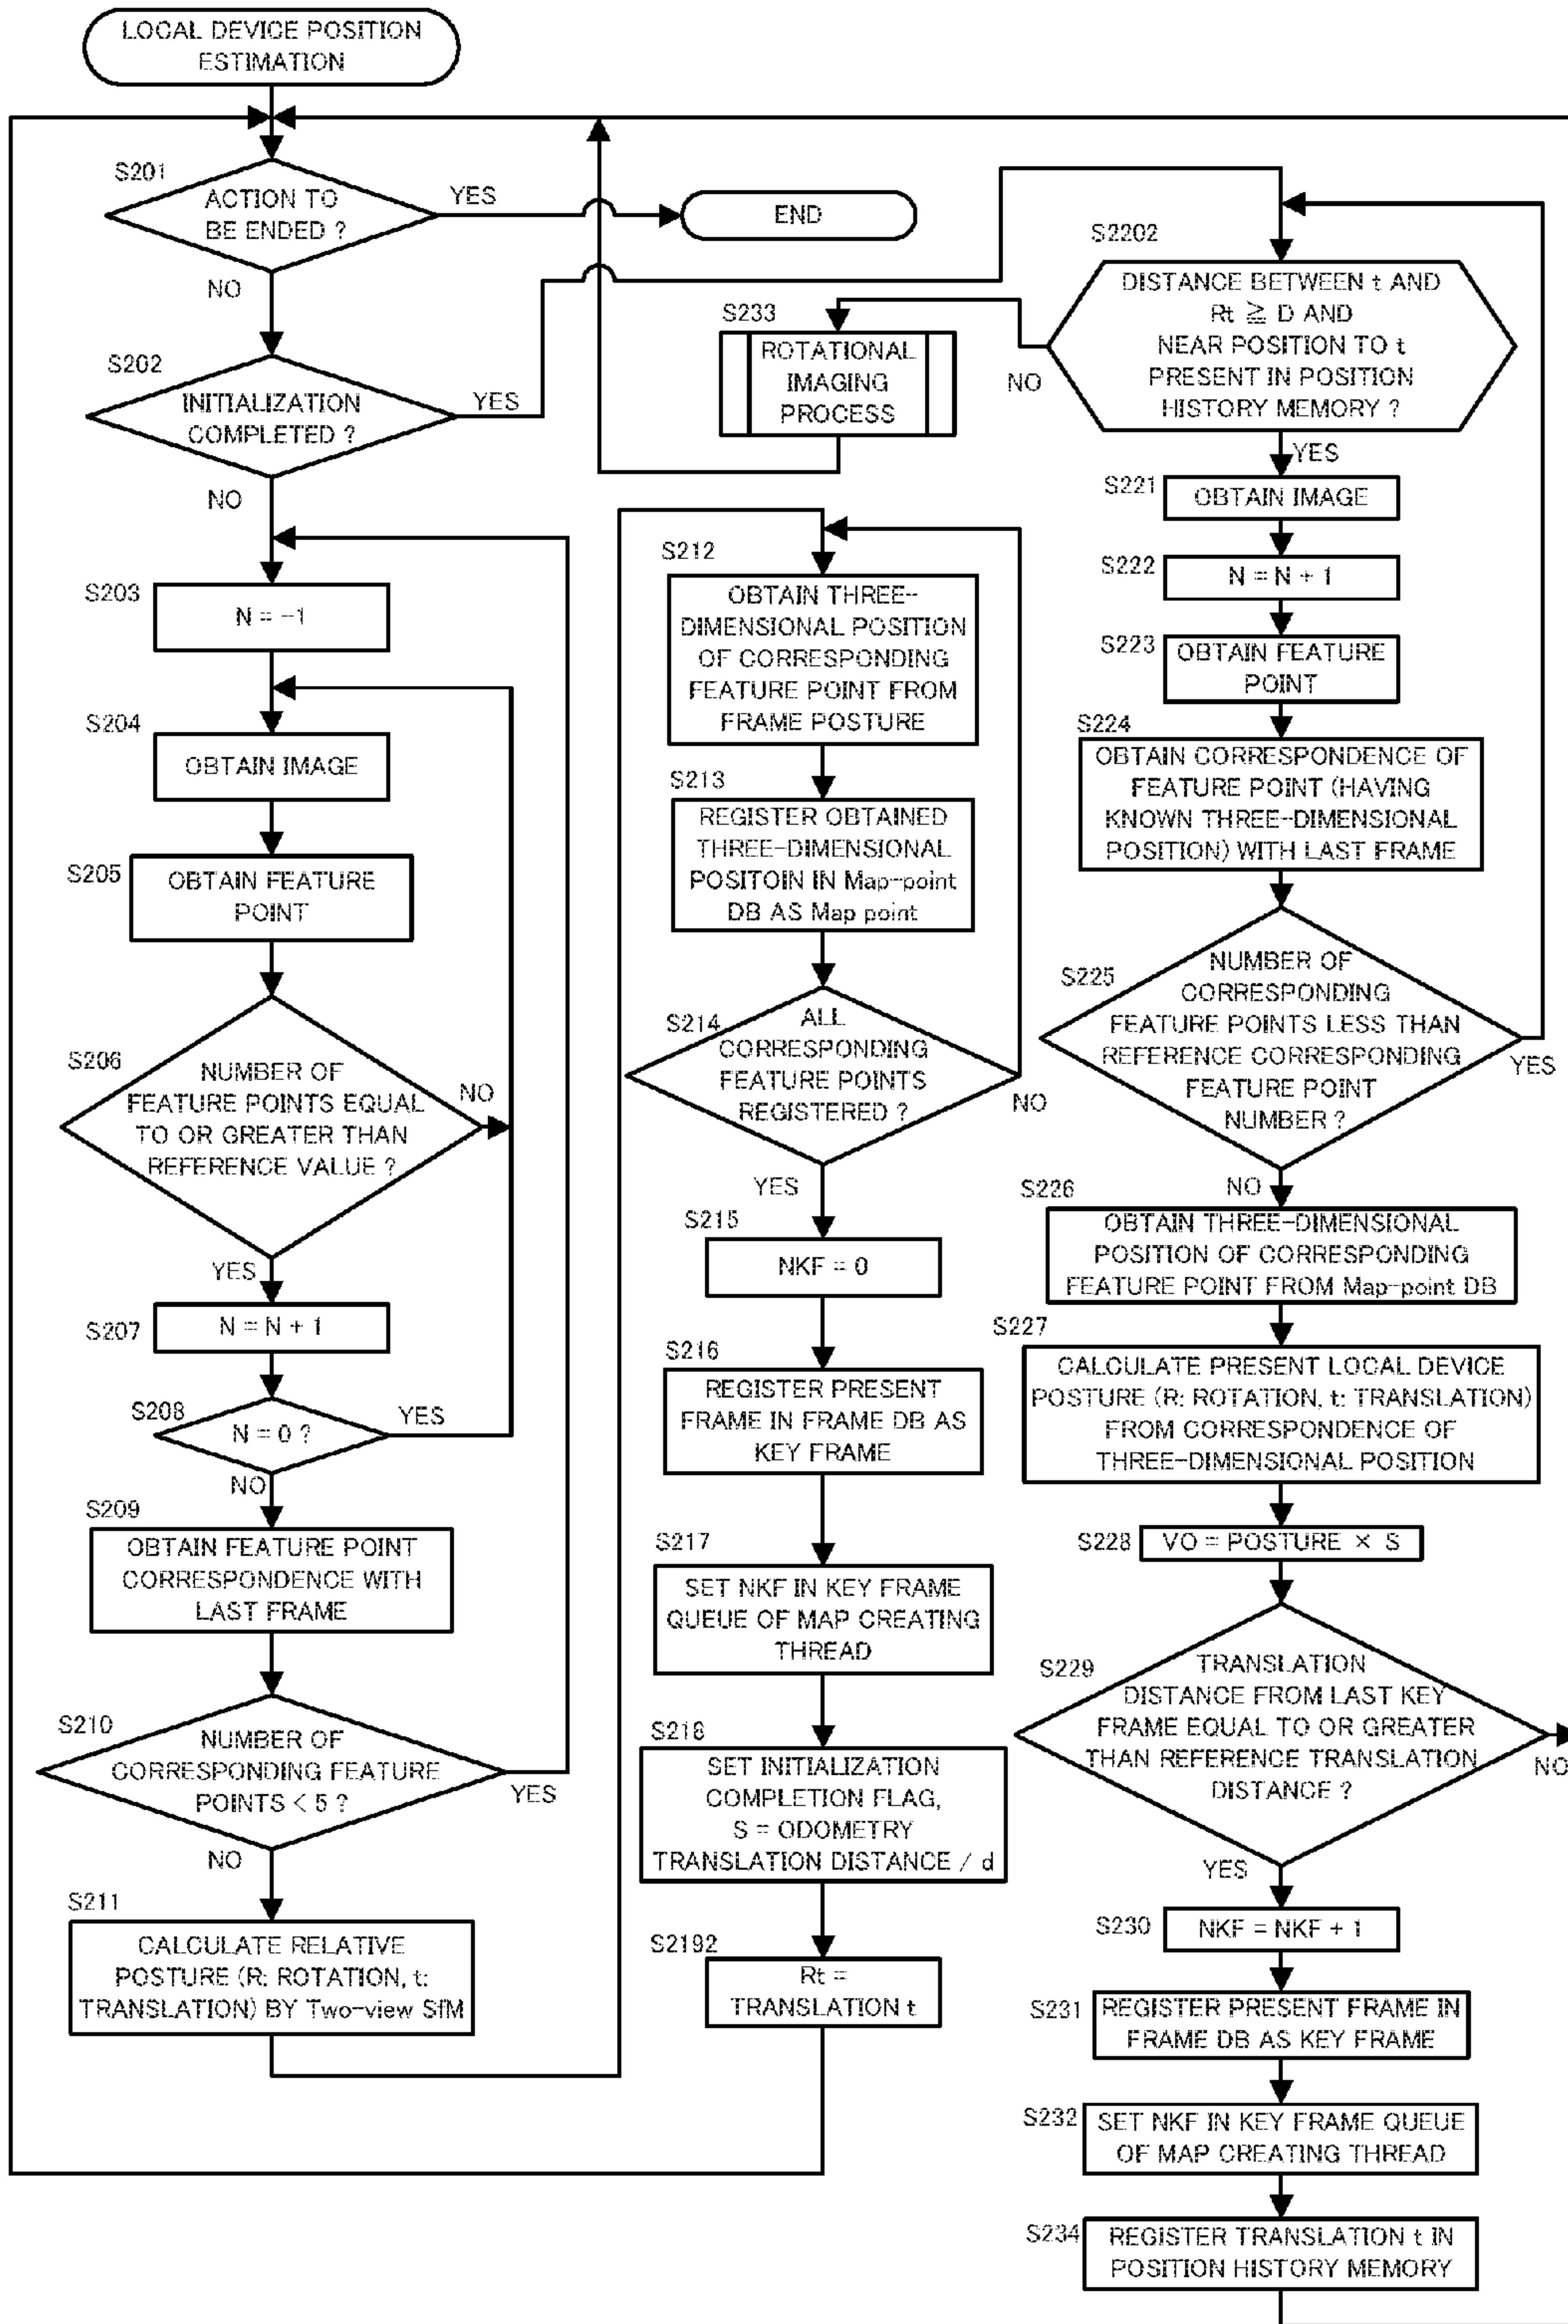 LOCAL DEVICE POSITION
ESTIMATION
S201
ACTION TO
BE ENDED ?
YES
END
NO
S202
INITIALIZATION
COMPLETED ?
YES
NO
S203
N = -1
S204
OBTAIN IMAGE
S205
OBTAIN FEATURE
POINT
S206
NUMBER OF
FEATURE POINTS EQUAL
TO OR GREATER THAN
REFERENCE VALUE ?
NO
YES
S207
N = N + 1
S208
N = 0 ?
YES
NO
S209
OBTAIN FEATURE POINT
CORRESPONDENCE WITH
LAST FRAME
S210
NUMBER OF
CORRESPONDING FEATURE
POINTS < 5 ?
YES
NO
S211
CALCULATE RELATIVE
POSTURE (R: ROTATION, t:
TRANSLATION) BY Two-view SfM
S212
OBTAIN THREE-
DIMENSIONAL POSITION
OF CORRESPONDING
FEATURE POINT FROM
FRAME POSTURE
S213
REGISTER OBTAINED
THREE-DIMENSIONAL
POSITOIN IN Map-point
DB AS Map point
S214
ALL
CORRESPONDING
FEATURE POINTS
REGISTERED ?
NO
YES
S215
NKF = 0
S216
REGISTER PRESENT
FRAME IN FRAME DB AS
KEY FRAME
S217
SET NKF IN KEY FRAME
QUEUE OF MAP CREATING
THREAD
S218
SET INITIALIZATION
COMPLETION FLAG,
S = ODOMETRY
TRANSLATION DISTANCE / d
S2192
Rt =
TRANSLATION t
S2202
DISTANCE BETWEEN t AND
Rt ≧ D AND
NEAR POSITION TO t
PRESENT IN POSITION
HISTORY MEMORY ?
NO
S233
ROTATIONAL
IMAGING
PROCESS
YES
S221
OBTAIN IMAGE
S222
N = N + 1
S223
OBTAIN FEATURE
POINT
S224
OBTAIN CORRESPONDENCE OF
FEATURE POINT (HAVING
KNOWN THREE-DIMENSIONAL
POSITION) WITH LAST FRAME
S225
NUMBER OF
CORRESPONDING
FEATURE POINTS LESS THAN
REFERENCE CORRESPONDING
FEATURE POINT
NUMBER ?
YES
NO
S226
OBTAIN THREE-DIMENSIONAL
POSITION OF CORRESPONDING
FEATURE POINT FROM Map-point DB
S227
CALCULATE PRESENT LOCAL DEVICE
POSTURE (R: ROTATION, t: TRANSLATION)
FROM CORRESPONDENCE OF
THREE-DIMENSIONAL POSITION
S228
VO = POSTURE × S
S229
TRANSLATION
DISTANCE FROM LAST KEY
FRAME EQUAL TO OR GREATER
THAN REFERENCE TRANSLATION
DISTANCE ?
NO
YES
S230
NKF = NKF + 1
S231
REGISTER PRESENT FRAME IN
FRAME DB AS KEY FRAME
S232
SET NKF IN KEY FRAME QUEUE
OF MAP CREATING THREAD
S234
REGISTER TRANSLATION t IN
POSITION HISTORY MEMORY